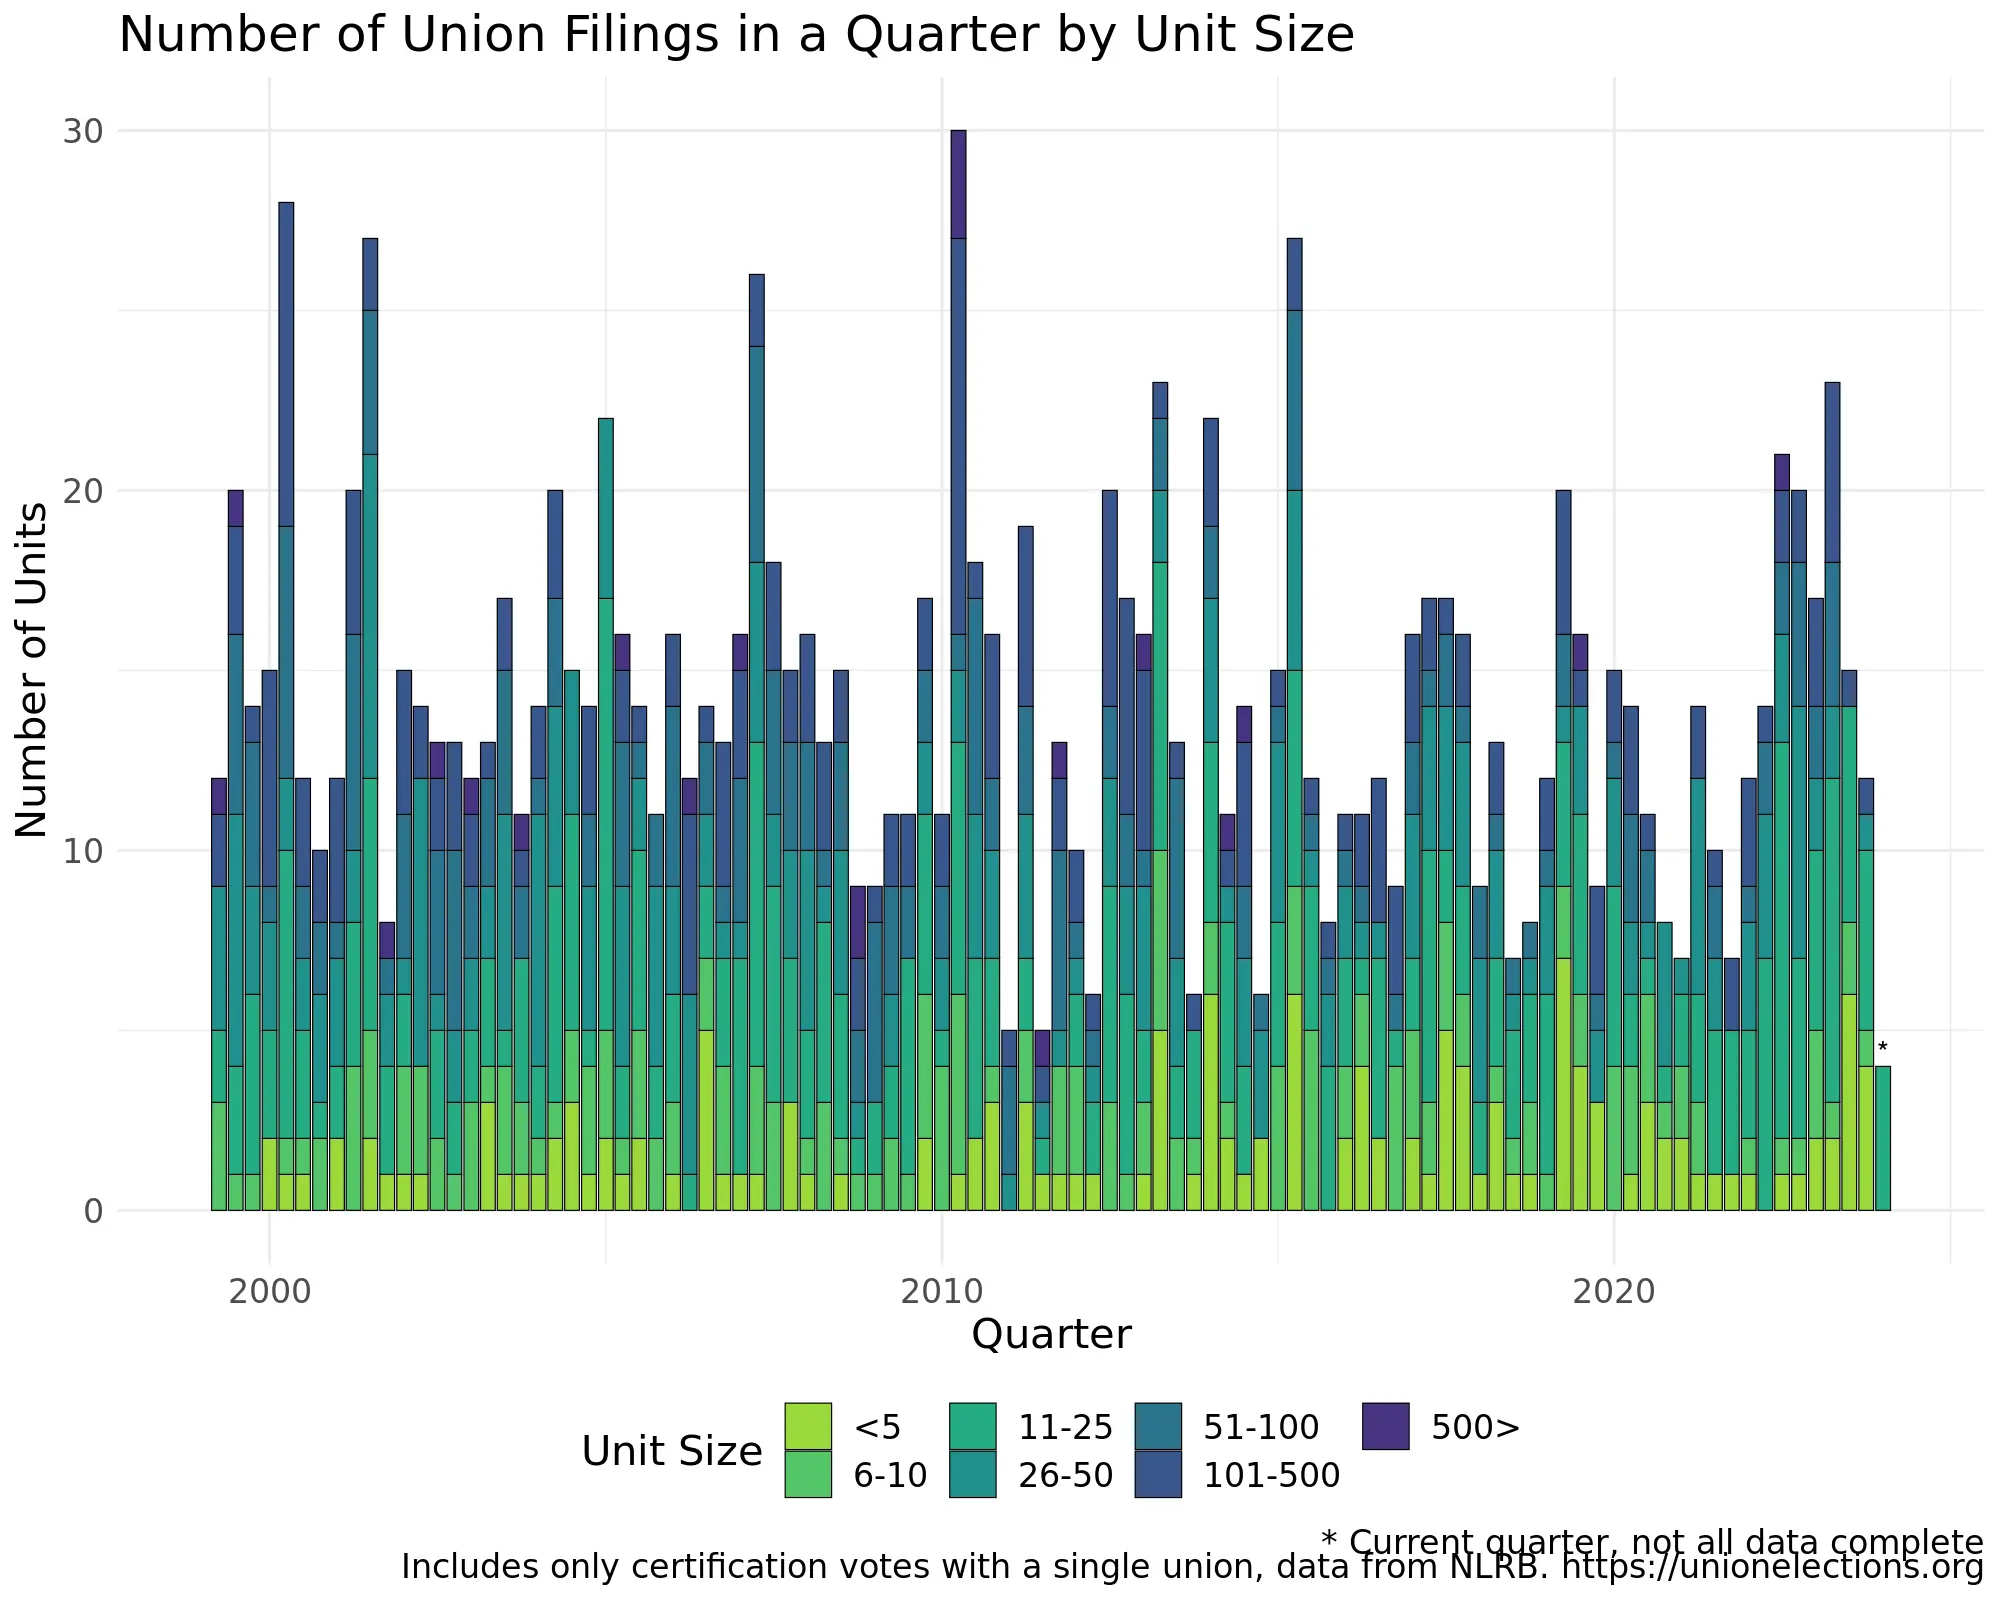 Number of Union Filings in a Quarter by Unit Size
30
20
10
0
Number of Units
2000 2010 2020
Quarter
Unit Size
<5 11-25 51-100 500>
6-10 26-50 101-500
*
* Current quarter, not all data complete
Includes only certification votes with a single union, data from NLRB. https://unionelections.org